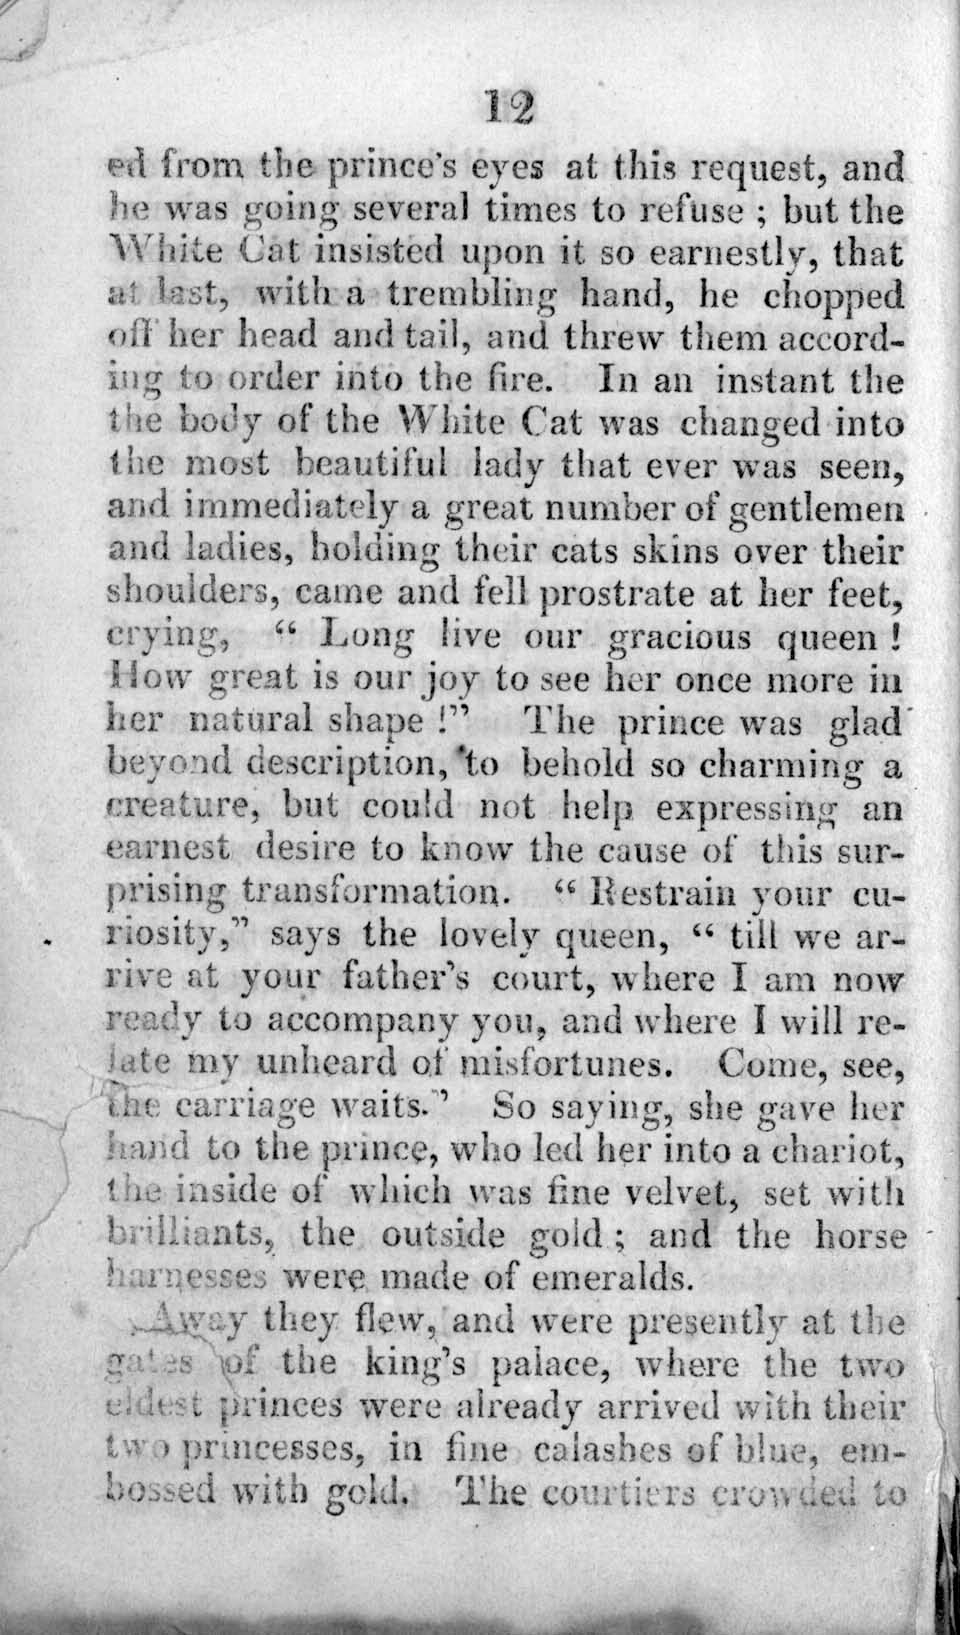 12
ed from the prince's eyes at this request, and
he was going several times to refuse ; but the
White Cat insisted upon it so earnestly, that
at last, with a trembling hand, he chopped
off her head and tail, and threw them accord-
ing to order into the fire. In an instant the
the body of the White Cat was changed into
the most beautiful lady that ever was seen,
and immediately a great number of gentlemen
and ladies, holding their cats skins over their
shoulders, came and fell prostrate at her feet,
crying, “ Long live our gracious queen !
How great is our joy to see her once more in
her natural shape !” The prince was glad
beyond description, to behold so charming a
creature, but could not help expressing an
earnest desire to know the cause of this sur-
prising transformation. “ Restrain your cu-
riosity,” says the lovely queen, “ till we ar-
rive at your father's court, where I am now
ready to accompany you, and where I will re-
late my unheard of misfortunes. Come, see,
the carriage waits.” So saying, she gave her
hand to the prince, who led her into a chariot,
the inside of which was fine velvet, set with
brilliants, the outside gold ; and the horse
harnesses were made of emeralds.
Away they flew, and were presently at the
gates of the king's palace, where the two
eldest princes were already arrived with their
two princesses, in fine calashes of blue, em-
bossed with gold. The courtiers crowded to